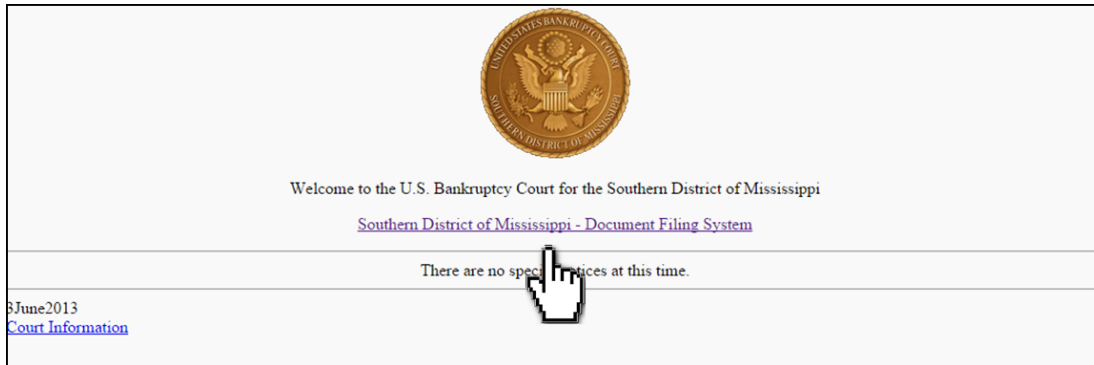 UNITED STATES BANKRUPTCY COURT
SOUTHERN DISTRICT OF MISSISSIPPI
Welcome to the U.S. Bankruptcy Court for the Southern District of Mississippi
Southern District of Mississippi - Document Filing System
There are no at this time.
3June2013
Court Information